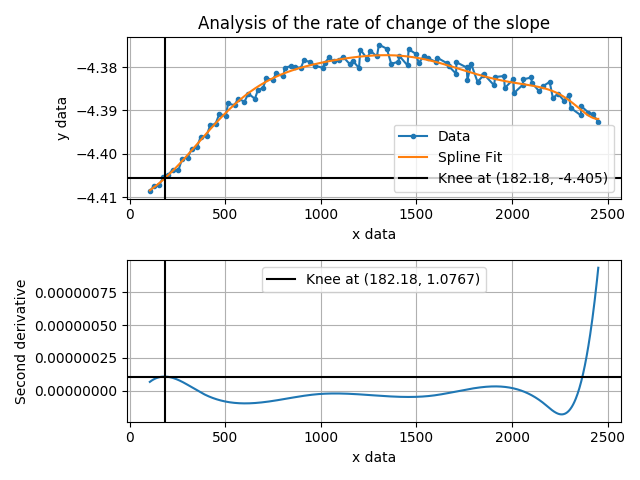 Analysis of the rate of change of the slope
−4.38
−4.39
−4.40
−4.41
y data
Data
Spline Fit
Knee at (182.18, -4.405)
0
500
1000
1500
2000
2500
x data
Knee at (182.18, 1.0767)
0.00000075
0.00000050
0.00000025
0.00000000
Second derivative
0
500
1000
1500
2000
2500
x data